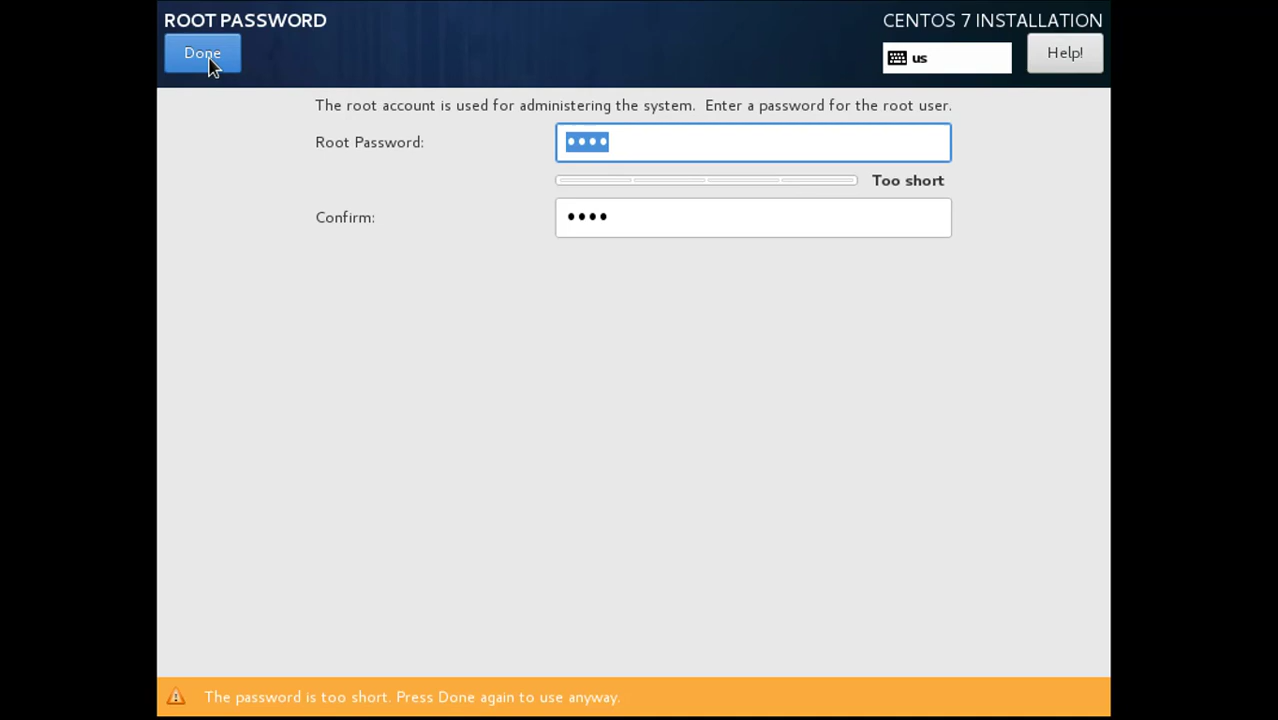 ROOT PASSWORD
CENTOS 7 INSTALLATION
Done
us
Help!
The root account is used for administering the system. Enter a password for the root user.
Root Password:
••••
Too short
Confirm:
••••
The password is too short. Press Done again to use anyway.